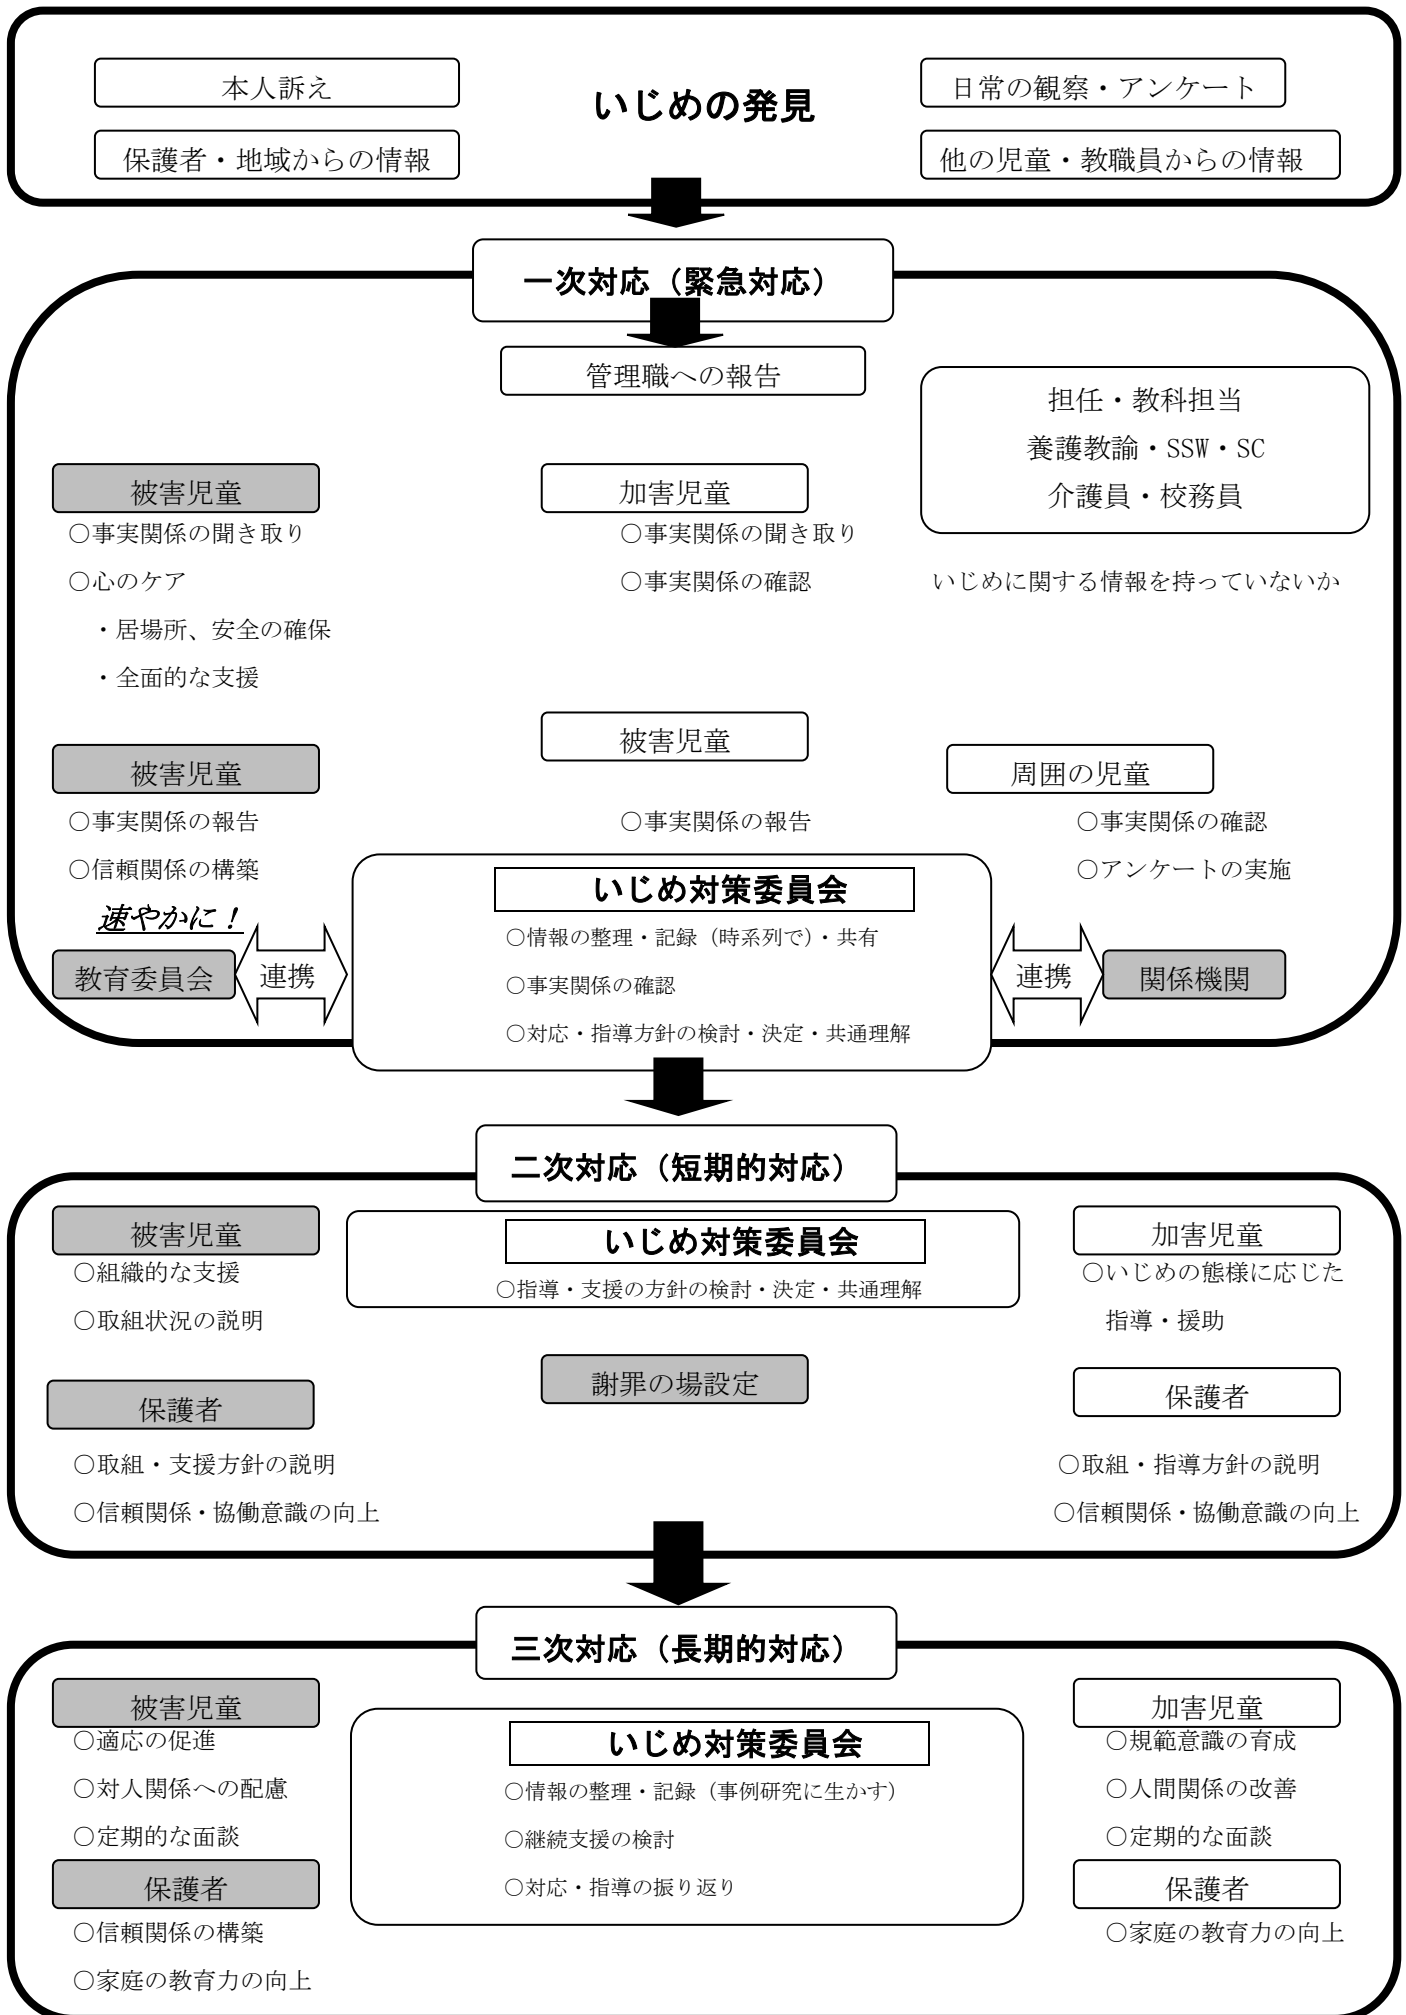 いじめの発見
本人訴え
保護者・地域からの情報
日常の観察・アンケート
他の児童・教職員からの情報
一次対応（緊急対応）
管理職への報告
担任・教科担当
養護教諭・SSW・SC
介護員・校務員
いじめに関する情報を持っていないか
被害児童
○事実関係の聞き取り
○心のケア
・居場所、安全の確保
・全面的な支援
加害児童
○事実関係の聞き取り
○事実関係の確認
被害児童
○事実関係の報告
○信頼関係の構築
被害児童
○事実関係の報告
周囲の児童
○事実関係の確認
○アンケートの実施
速やかに！
教育委員会
連携
いじめ対策委員会
○情報の整理・記録（時系列で）・共有
○事実関係の確認
○対応・指導方針の検討・決定・共通理解
連携
関係機関
二次対応（短期的対応）
被害児童
○組織的な支援
○取組状況の説明
いじめ対策委員会
○指導・支援の方針の検討・決定・共通理解
加害児童
○いじめの態様に応じた
指導・援助
謝罪の場設定
保護者
○取組・支援方針の説明
○信頼関係・協働意識の向上
保護者
○取組・指導方針の説明
○信頼関係・協働意識の向上
三次対応（長期的対応）
被害児童
○適応の促進
○対人関係への配慮
○定期的な面談
いじめ対策委員会
○情報の整理・記録（事例研究に生かす）
○継続支援の検討
○対応・指導の振り返り
加害児童
○規範意識の育成
○人間関係の改善
○定期的な面談
保護者
○信頼関係の構築
○家庭の教育力の向上
保護者
○家庭の教育力の向上